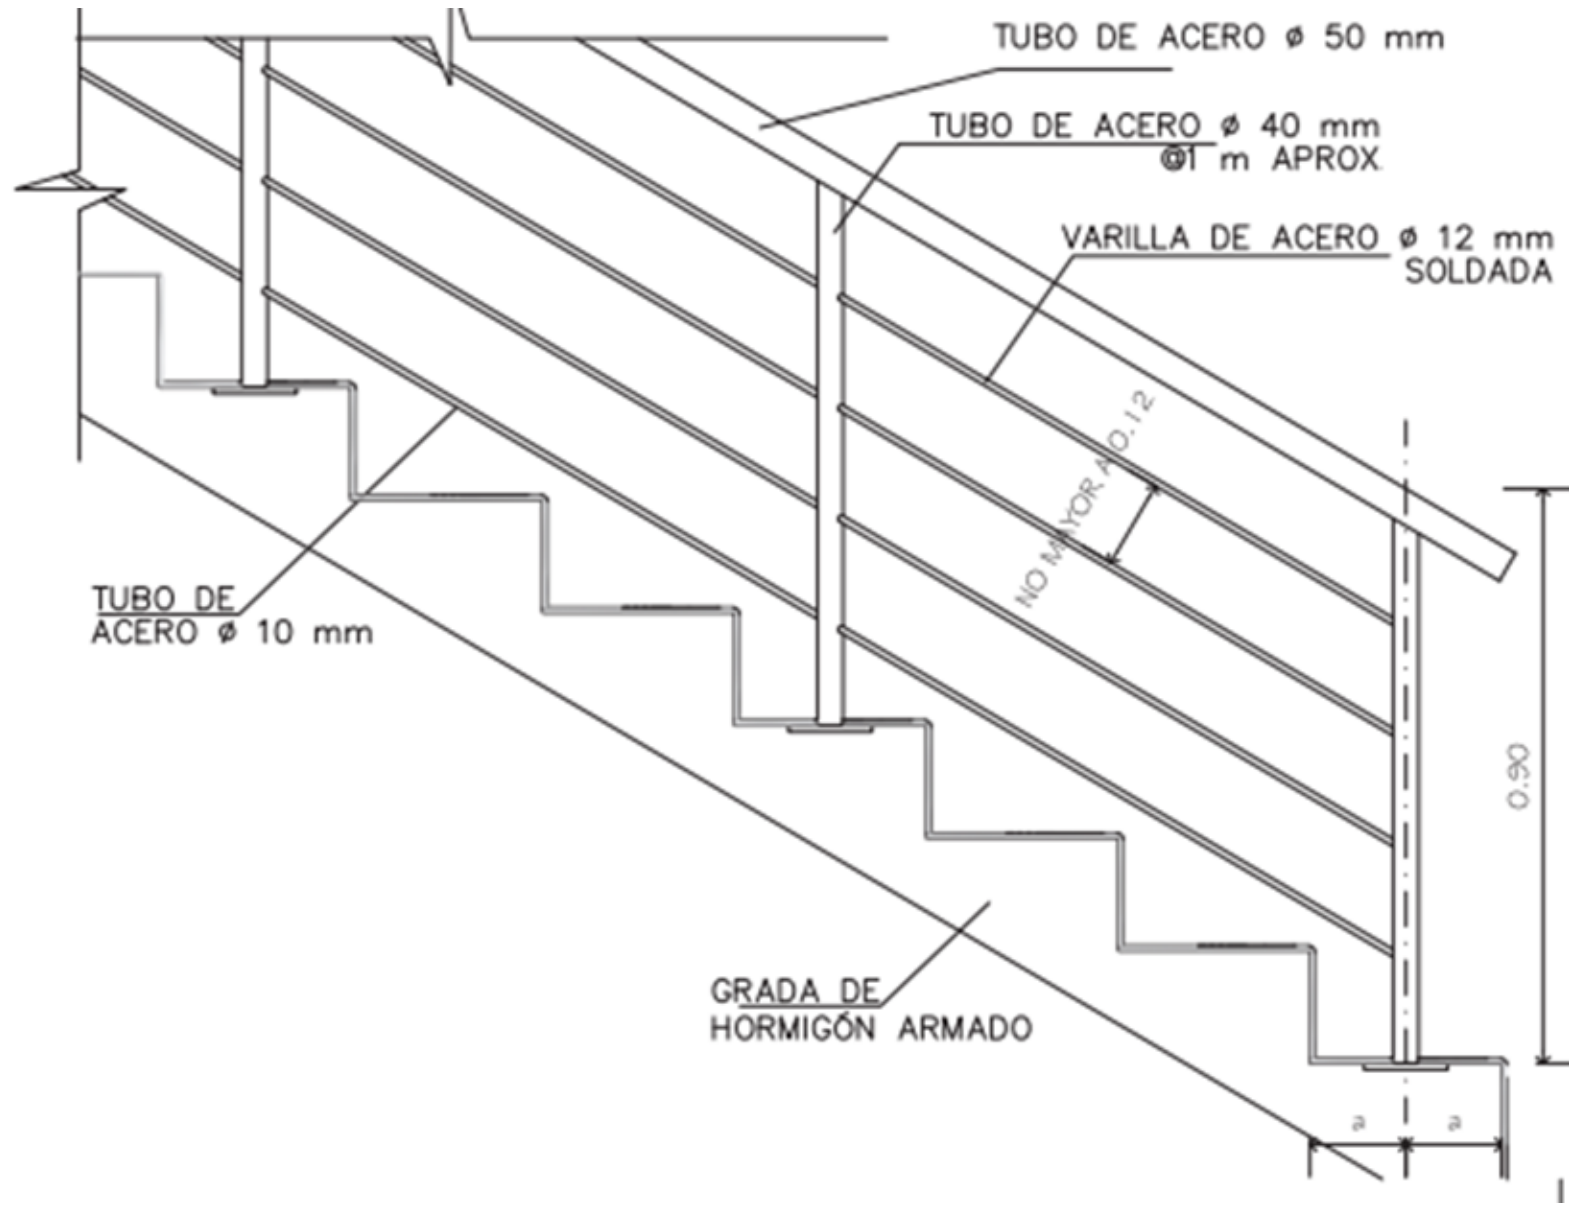 TUBO DE ACERO ø 50 mm
TUBO DE ACERO ø 40 mm
@1 m APROX.
VARILLA DE ACERO ø 12 mm
SOLDADA
NO MAYOR A 0.12
TUBO DE
ACERO ø 10 mm
0.90
GRADA DE
HORMIGÓN ARMADO